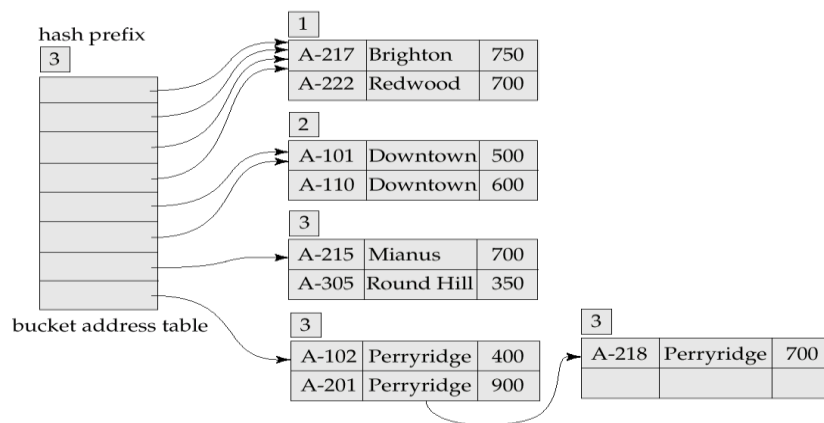 hash prefix
3
bucket address table
1
A-217 Brighton 750
A-222 Redwood 700
2
A-101 Downtown 500
A-110 Downtown 600
3
A-215 Mianus 700
A-305 Round Hill 350
3
A-102 Perryridge 400
A-201 Perryridge 900
3
A-218 Perryridge 700